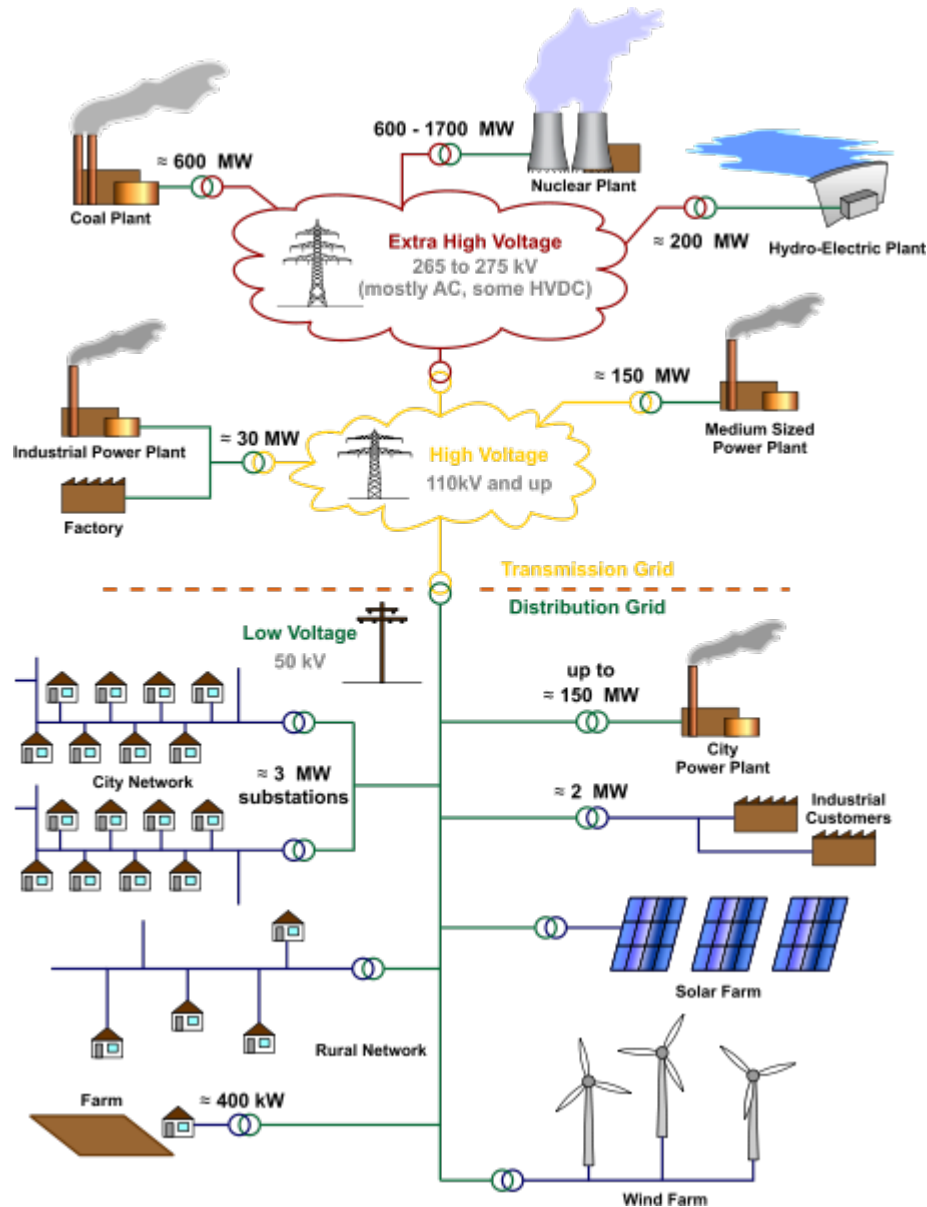 600 - 1700 MW
≈ 600 MW
Nuclear Plant
Coal Plant
≈ 200 MW
Hydro-Electric Plant
Extra High Voltage
265 to 275 kV
(mostly AC, some HVDC)
≈ 150 MW
Medium Sized
Power Plant
≈ 30 MW
Industrial Power Plant
High Voltage
110kV and up
Factory
Transmission Grid
Distribution Grid
Low Voltage
50 kV
up to
≈ 150 MW
City
Power Plant
City Network
≈ 3 MW
substations
≈ 2 MW
Industrial
Customers
Solar Farm
Rural Network
Farm
≈ 400 kW
Wind Farm